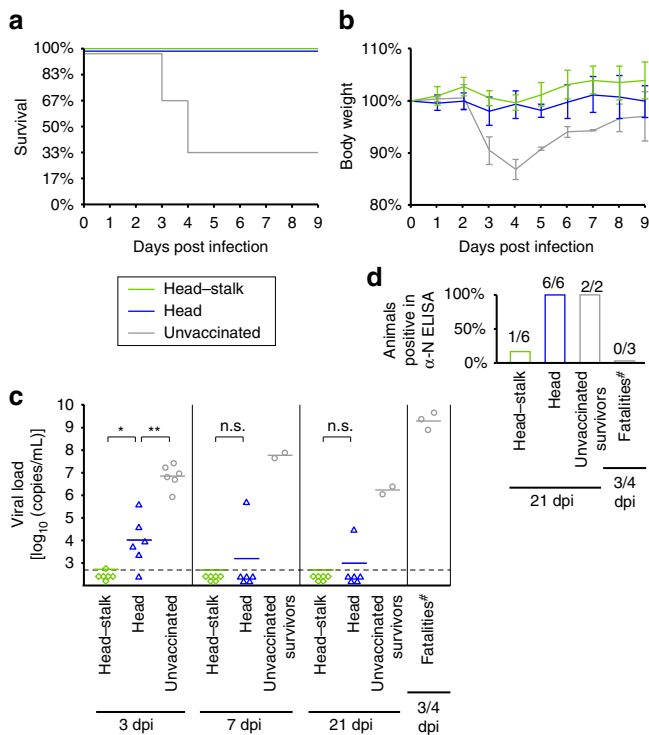 a
100%
83%
67%
50%
33%
17%
0%
Survival
0 1 2 3 4 5 6 7 8 9
Days post infection
b
110%
100%
90%
80%
Body weight
0 1 2 3 4 5 6 7 8 9
Days post infection
Head–stalk
Head
Unvaccinated
d
Animals
positive in
α-N ELISA
100%
50%
0%
1/6
6/6
2/2
0/3
Head–stalk
Head
Unvaccinated
survivors
Fatalities#
21 dpi
3/4
dpi
c
Viral load
[log10 (copies/mL)]
10
9
8
7
6
5
4
3
* **
n.s.
n.s.
Head–stalk
Head
Unvaccinated
Head–stalk
Head
Unvaccinated
survivors
Head–stalk
Head
Unvaccinated
survivors
Fatalities#
3 dpi
7 dpi
21 dpi
3/4
dpi